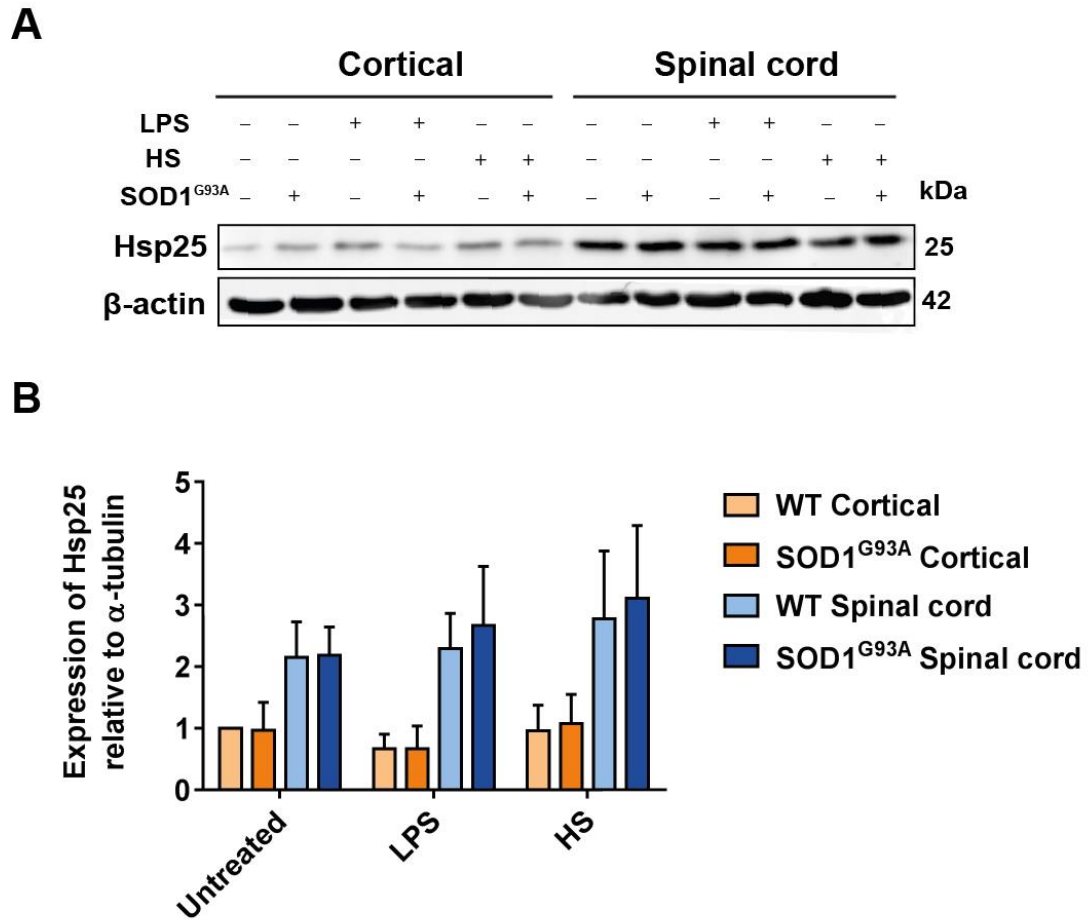 A
Cortical Spinal cord
LPS – – + + – – – – + + – –
HS – – – – + + – – – – + +
SOD1G93A – + – + – + – + – + – + kDa
Hsp25 25
β-actin 42
B
Expression of Hsp25
relative to α-tubulin
5
4
3
2
1
0
Untreated
LPS
HS
WT Cortical
SOD1G93A Cortical
WT Spinal cord
SOD1G93A Spinal cord